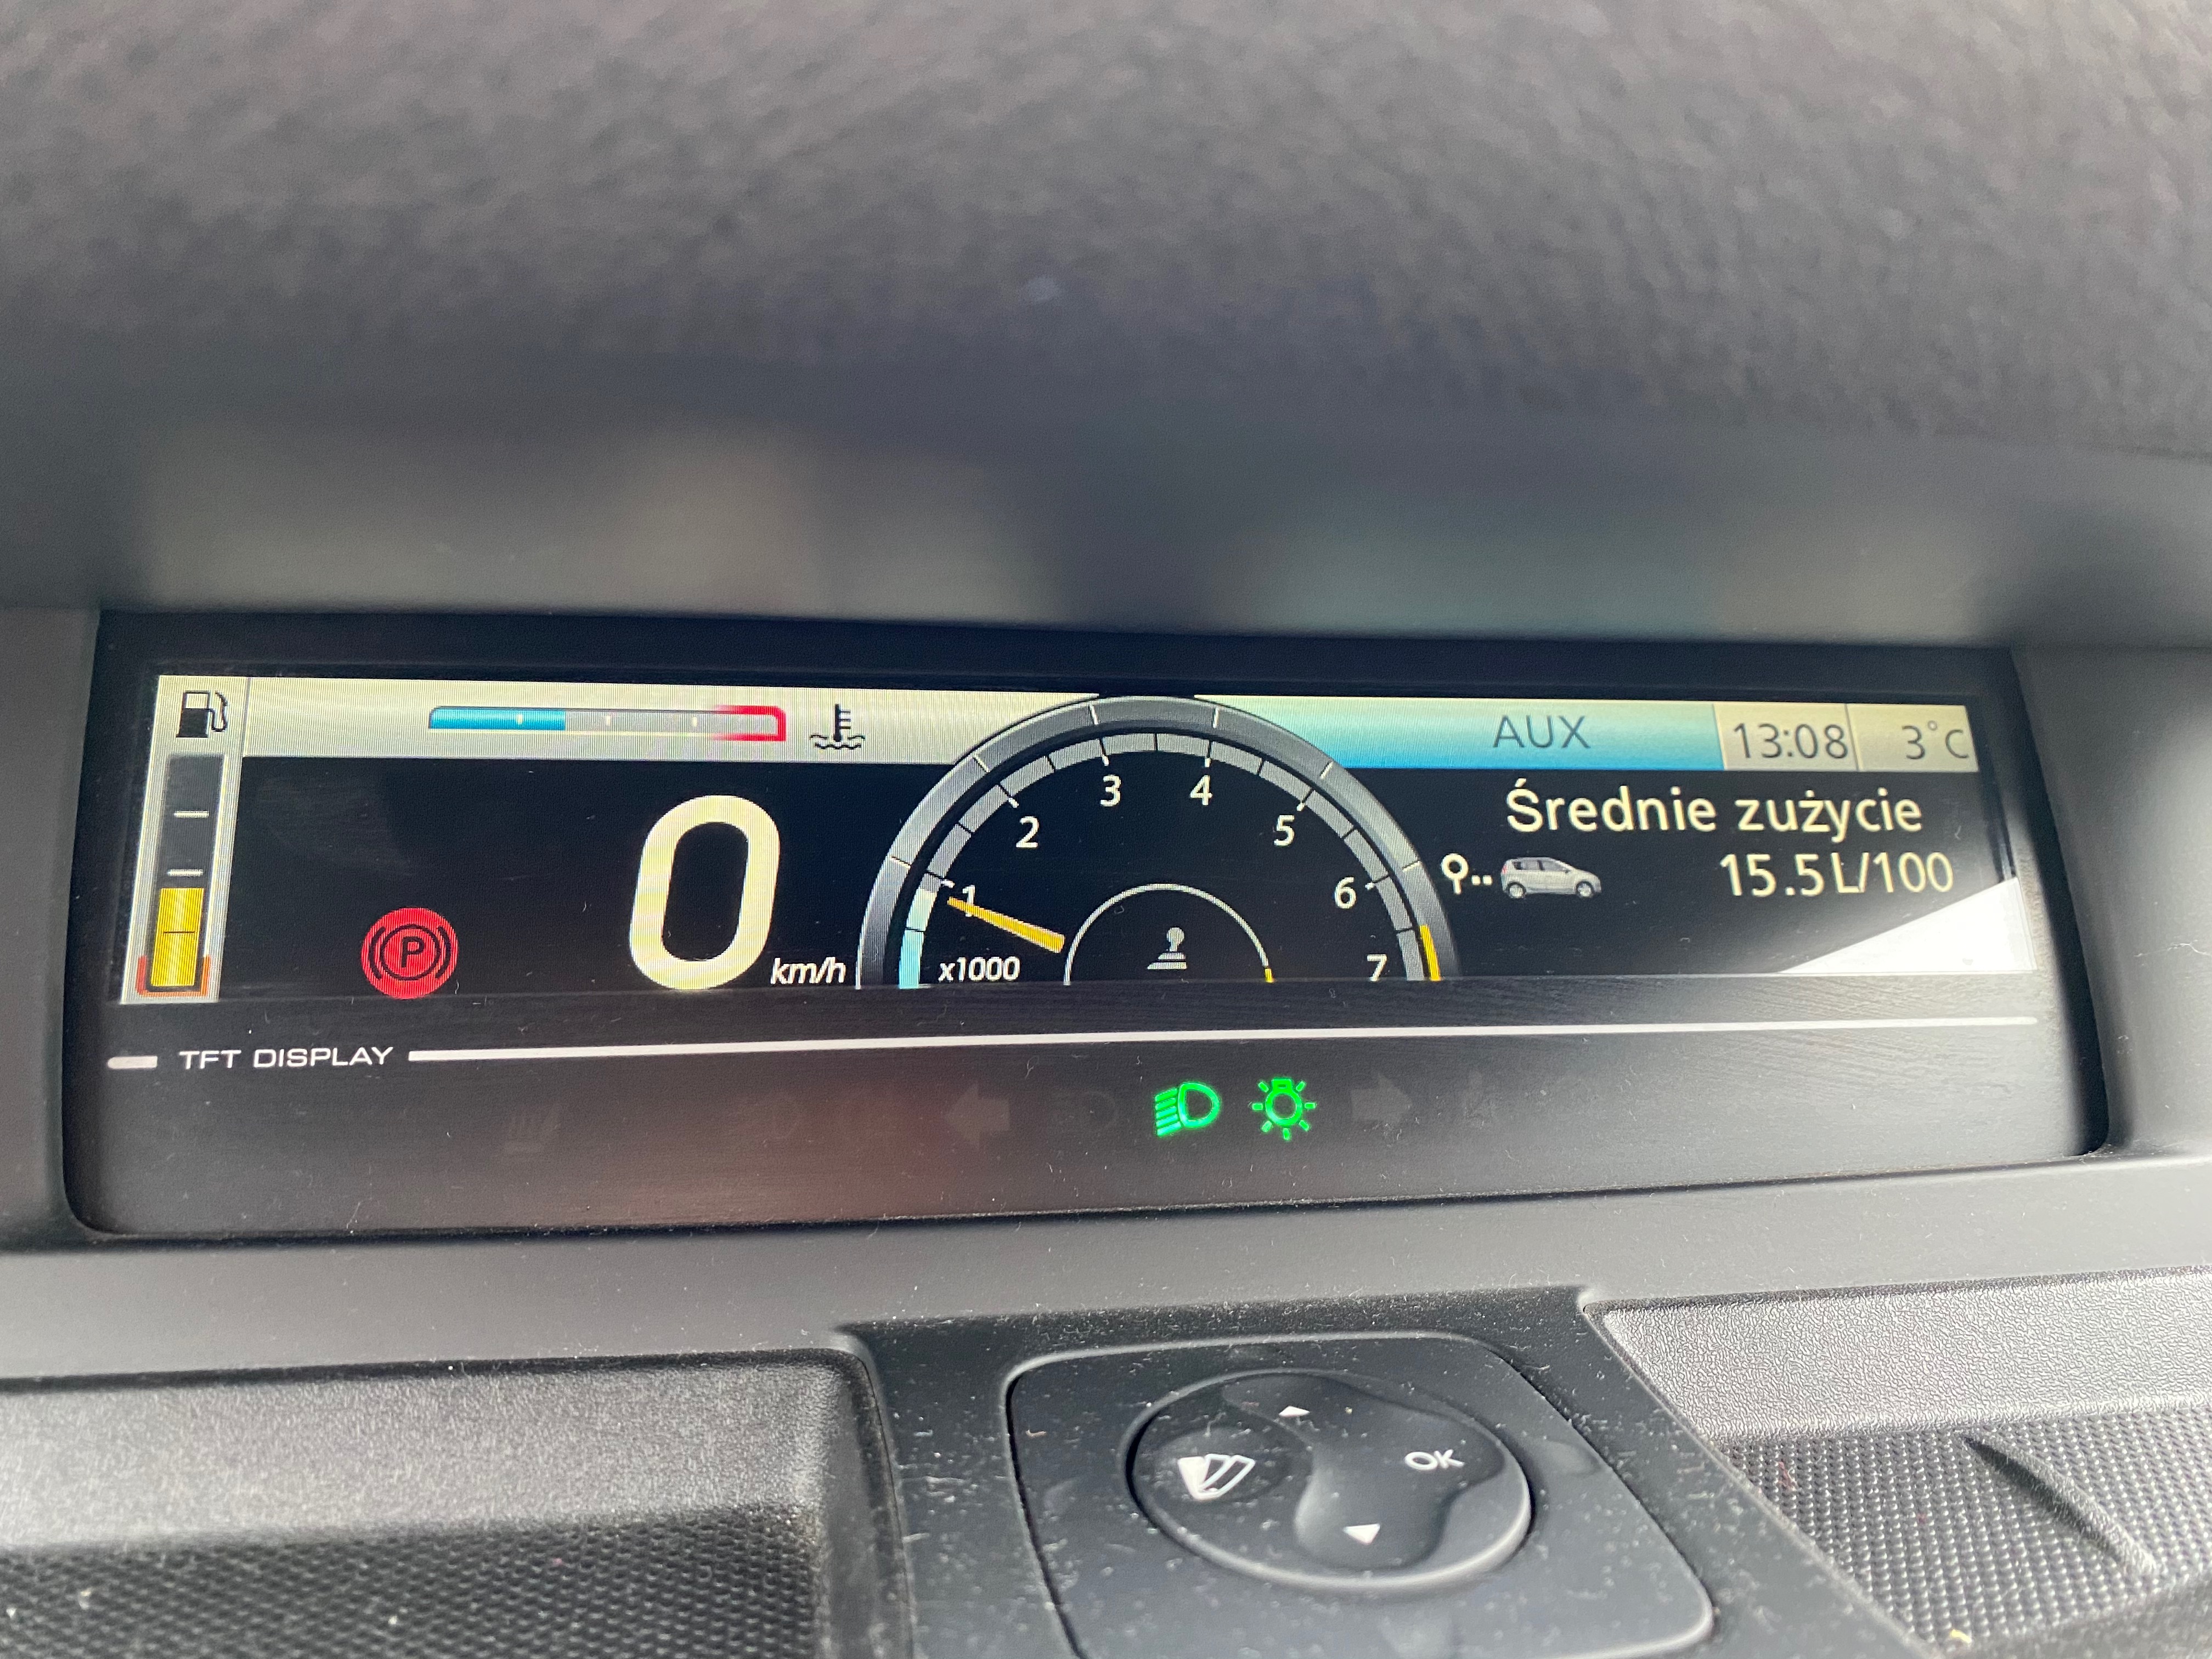 AUX 13:08 3°C
Średnie zużycie
15.5L/100
0 km/h
1 2 3 4 5 6 7
x1000
P
TFT DISPLAY
OK